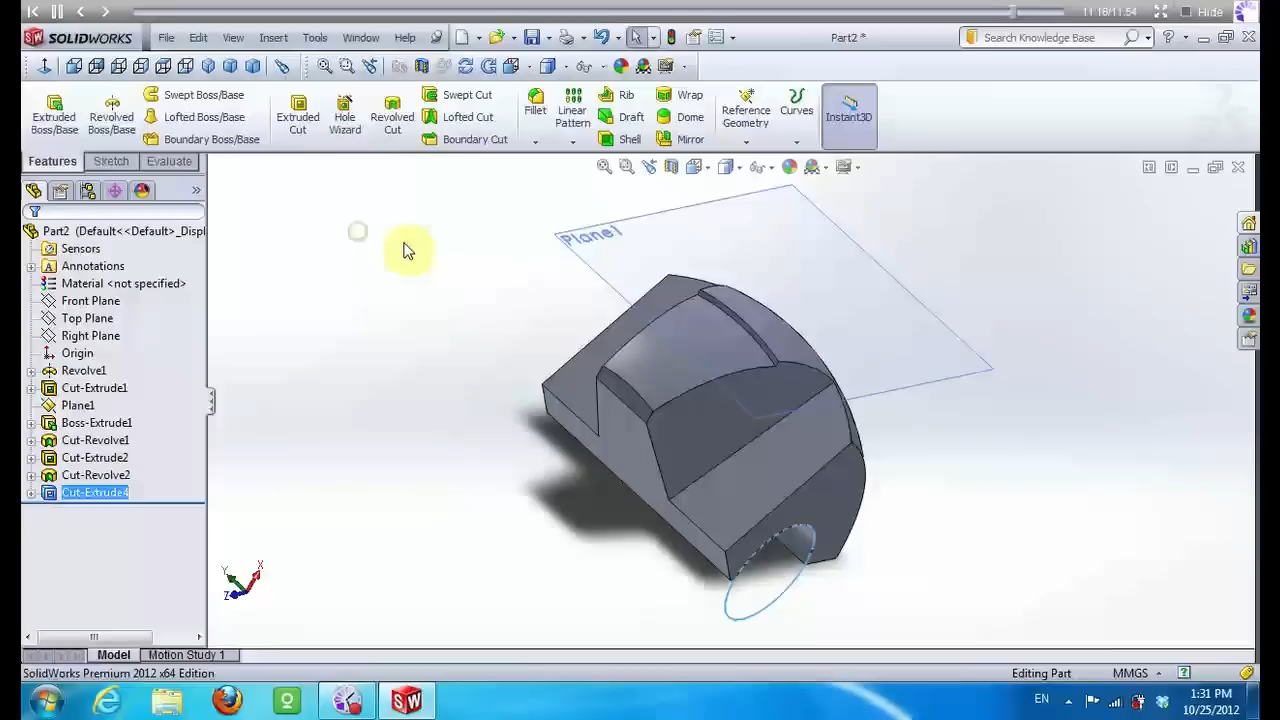 11:16/11:54 Hide
SOLIDWORKS File Edit View Insert Tools Window Help Part2 * Search Knowledge Base
Extruded Boss/Base
Revolved Boss/Base
Swept Boss/Base
Lofted Boss/Base
Boundary Boss/Base
Extruded Cut
Hole Wizard
Revolved Cut
Swept Cut
Lofted Cut
Boundary Cut
Fillet
Linear Pattern
Rib
Draft
Shell
Wrap
Dome
Mirror
Reference Geometry
Curves
Instant3D
Features Sketch Evaluate
Part2 (Default<<Default>_Displ
Sensors
Annotations
Material <not specified>
Front Plane
Top Plane
Right Plane
Origin
Revolve1
Cut-Extrude1
Plane1
Boss-Extrude1
Cut-Revolve1
Cut-Extrude2
Cut-Revolve2
Cut-Extrude4
Plane1
Y X
Z
Model Motion Study 1
SolidWorks Premium 2012 x64 Edition Editing Part MMGS
EN 1:31 PM
10/25/2012